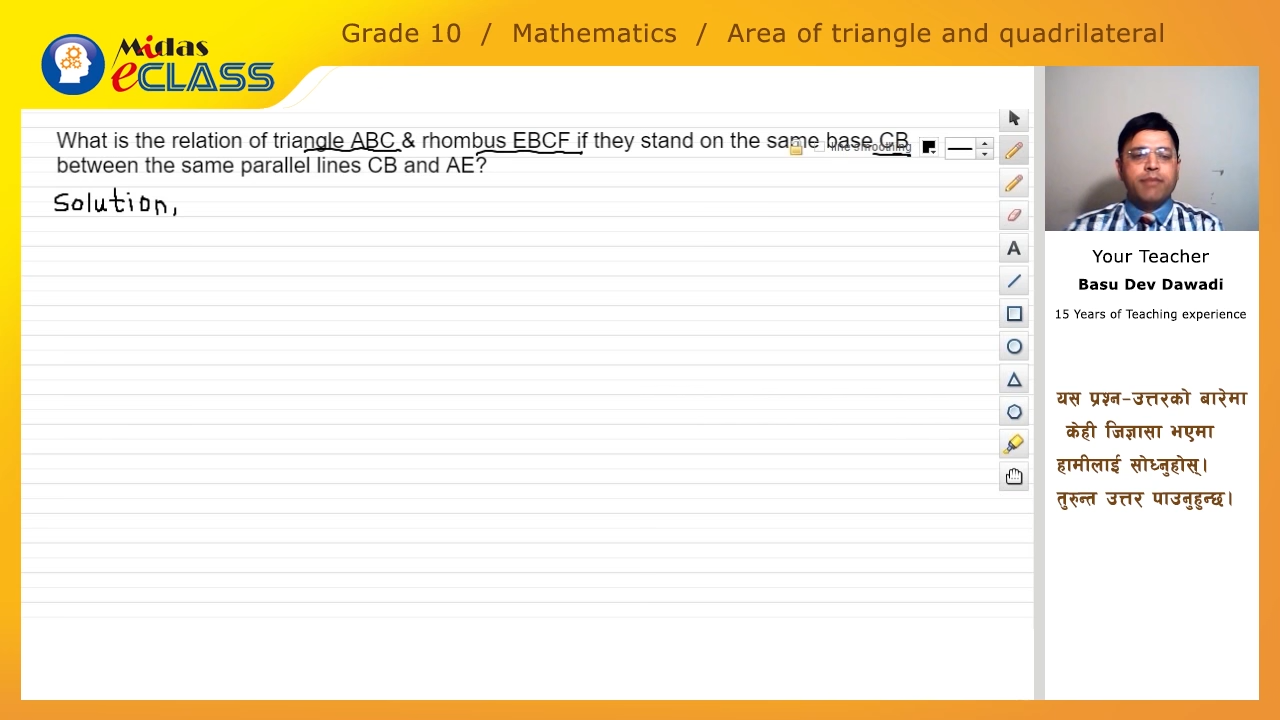 Grade 10 / Mathematics / Area of triangle and quadrilateral
Midas
eCLASS
What is the relation of triangle ABC & rhombus EBCF if they stand on the same base CB
between the same parallel lines CB and AE?
Solution,
line smoothing
A
Your Teacher
Basu Dev Dawadi
15 Years of Teaching experience
यस प्रश्न-उत्तरको बारेमा
केही जिज्ञासा भएमा
हामीलाई सोध्नुहोस्।
तुरुन्त उत्तर पाउनुहुन्छ।